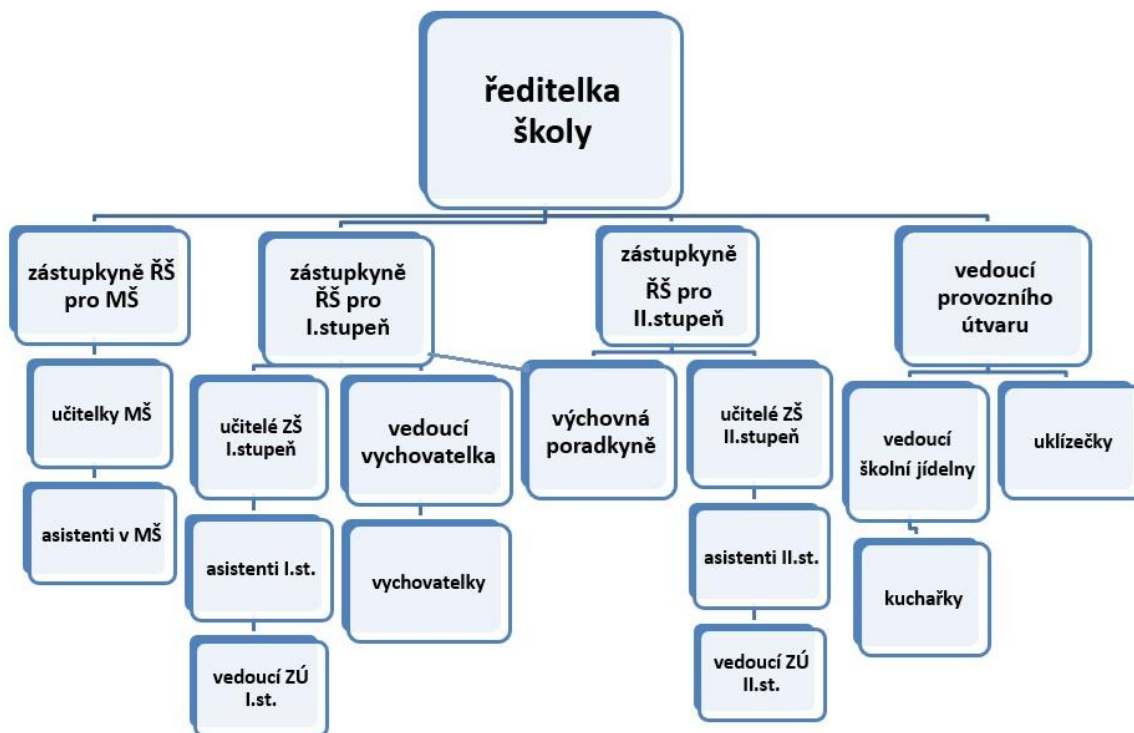 ředitelka
školy
zástupkyně ŘŠ
pro MŠ
zástupkyně
ŘŠ pro
I.stupeň
zástupkyně
ŘŠ pro
II.stupeň
vedoucí
provozního
útvaru
učitelky MŠ
učitelé ZŠ
I.stupeň
vedoucí
vychovatelka
výchovná
poradkyně
učitelé ZŠ
II.stupeň
vedoucí
školní jídelny
uklízečky
asistenti v MŠ
asistenti I.st.
vychovatelky
asistenti II.st.
kuchařky
vedoucí ZÚ
I.st.
vedoucí ZÚ
II.st.